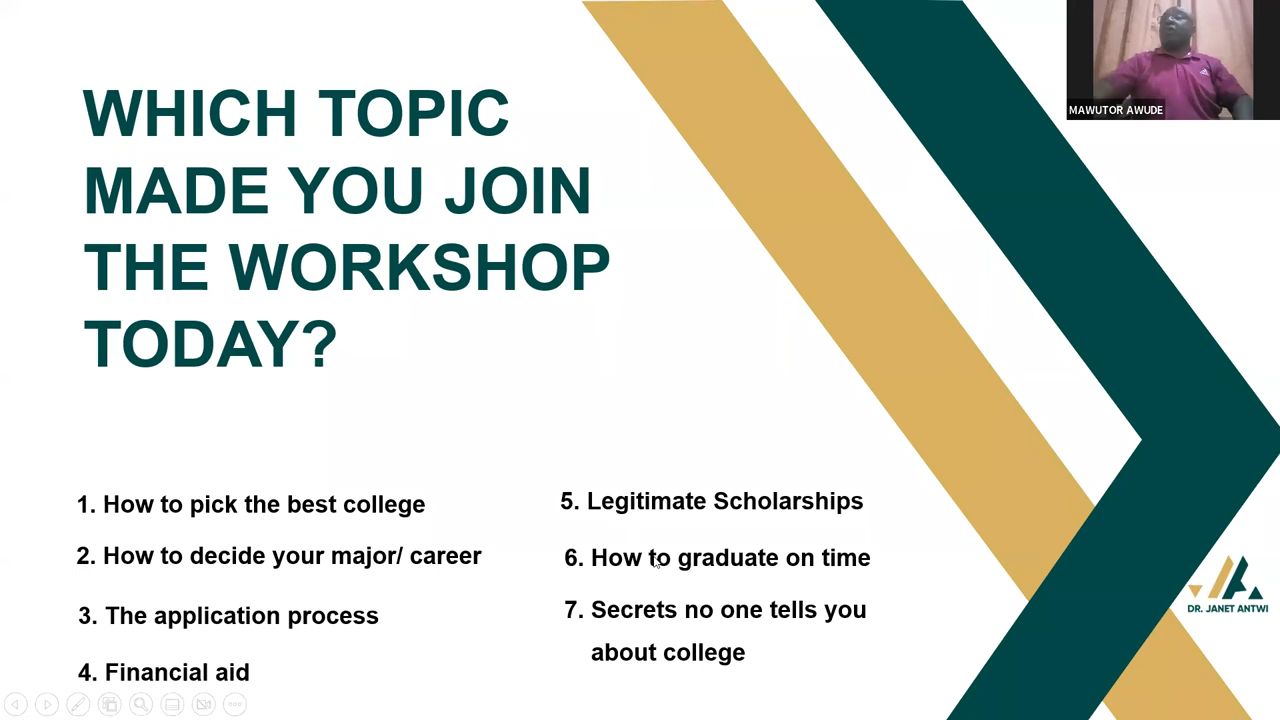 WHICH TOPIC
MADE YOU JOIN
THE WORKSHOP
TODAY?
1. How to pick the best college
2. How to decide your major/ career
3. The application process
4. Financial aid
5. Legitimate Scholarships
6. How to graduate on time
7. Secrets no one tells you
about college
MAWUTOR AWUDE
DR. JANET ANTWI